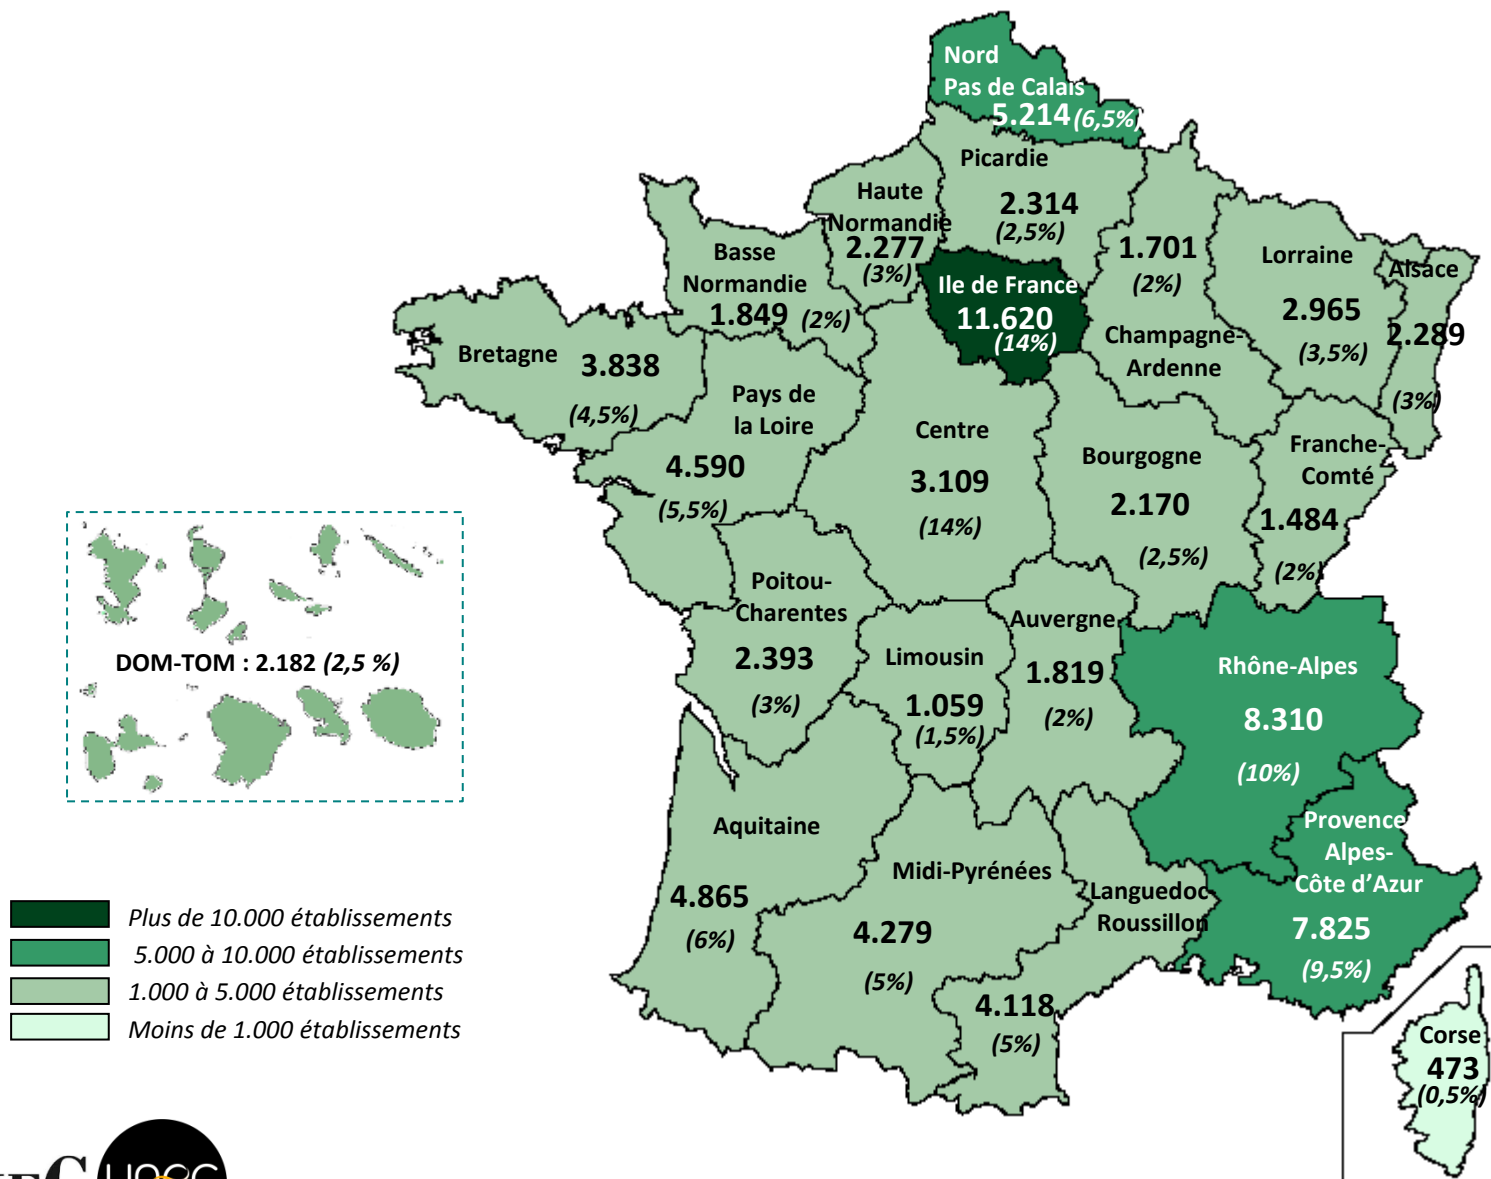 Nord
Pas de Calais
5.214 (6,5%)
Picardie
2.314
(2,5%)
Haute
Normandie
2.277
(3%)
Basse
Normandie
1.849 (2%)
Ile de France
11.620
(14%)
1.701
(2%)
Champagne-
Ardenne
Lorraine
2.965
(3,5%)
Alsace
2.289
(3%)
Bretagne 3.838
(4,5%)
Pays de
la Loire
4.590
(5,5%)
Centre
3.109
(14%)
Bourgogne
2.170
(2,5%)
Franche-
Comté
1.484
(2%)
Poitou-
Charentes
2.393
(3%)
Limousin
1.059
(1,5%)
Auvergne
1.819
(2%)
Rhône-Alpes
8.310
(10%)
DOM-TOM : 2.182 (2,5 %)
Aquitaine
4.865
(6%)
Midi-Pyrénées
4.279
(5%)
Languedoc
Roussillon
4.118
(5%)
Provence
Alpes-
Côte d'Azur
7.825
(9,5%)
Corse
473
(0,5%)
Plus de 10.000 établissements
5.000 à 10.000 établissements
1.000 à 5.000 établissements
Moins de 1.000 établissements